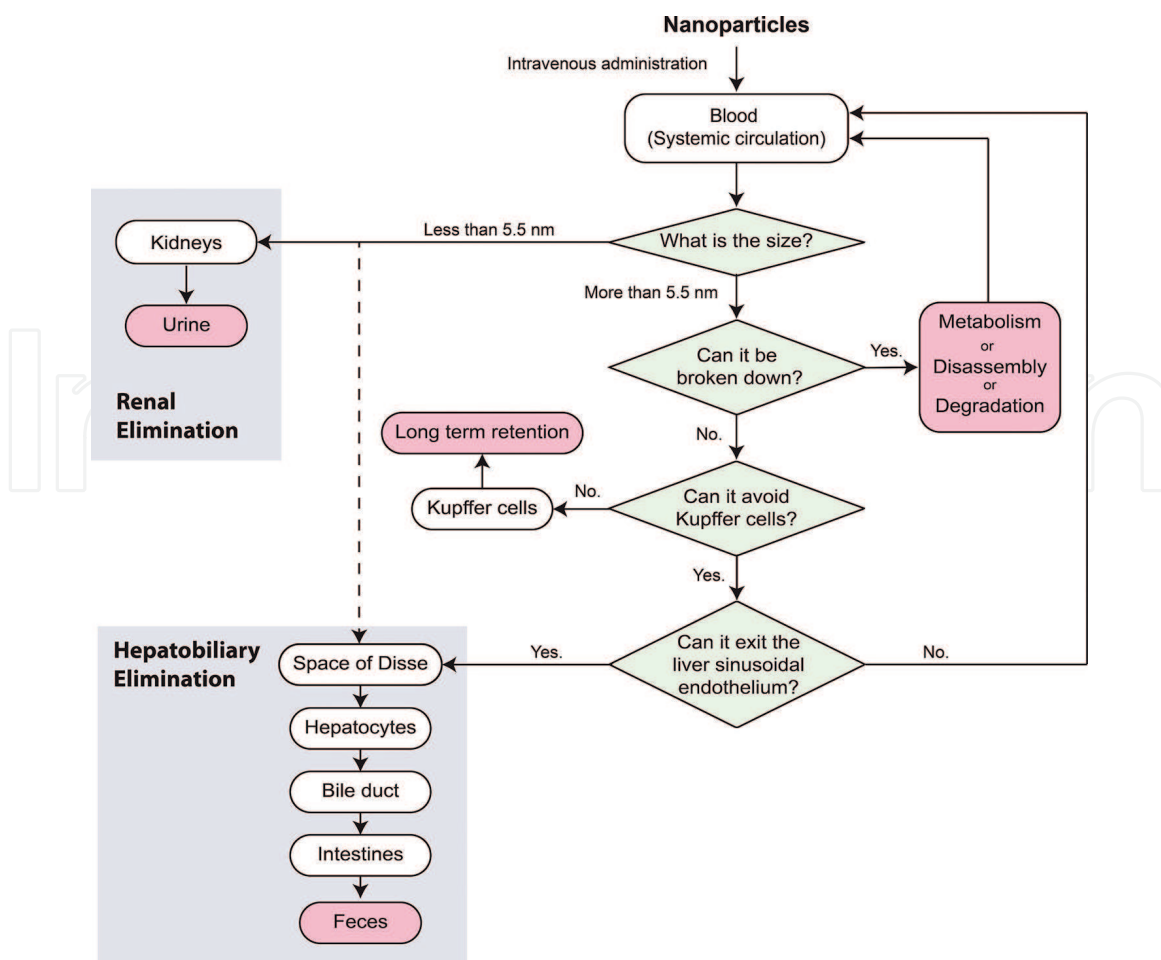 Nanoparticles
Intravenous administration
Blood
(Systemic circulation)
Less than 5.5 nm
What is the size?
Kidneys
More than 5.5 nm
Urine
Renal
Elimination
Can it be
broken down?
Yes.
Metabolism
or
Disassembly
or
Degradation
No.
Long term retention
Kupffer cells
No.
Can it avoid
Kupffer cells?
Yes.
Hepatobiliary
Elimination
Space of Disse
Yes.
Can it exit the
liver sinusoidal
endothelium?
No.
Hepatocytes
Bile duct
Intestines
Feces